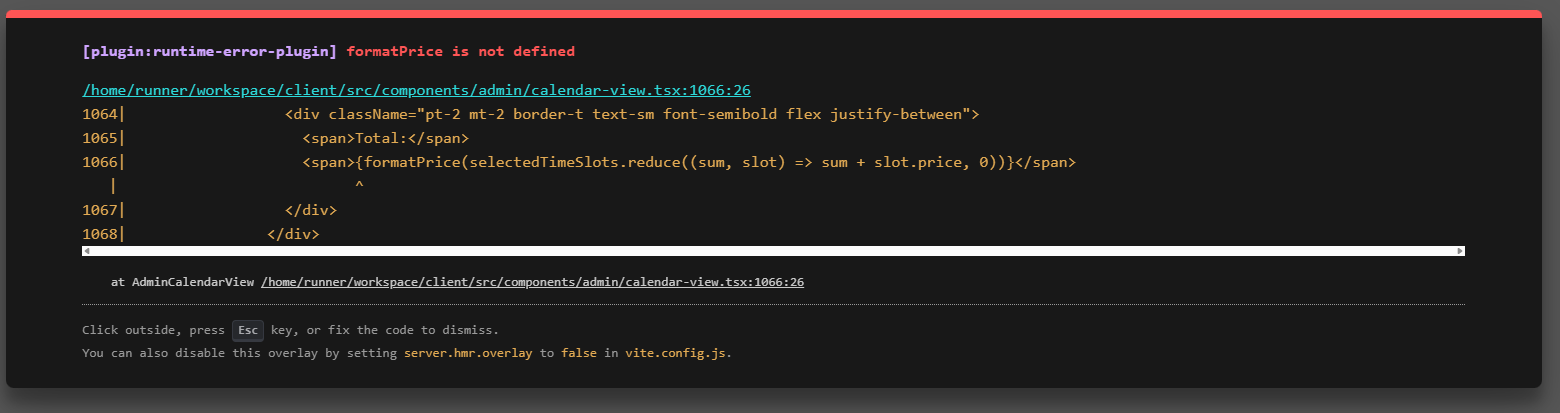 [plugin:runtime-error-plugin] formatPrice is not defined
/home/runner/workspace/client/src/components/admin/calendar-view.tsx:1066:26
1064|                  <div className="pt-2 mt-2 border-t text-sm font-semibold flex justify-between">
1065|                    <span>Total:</span>
1066|                    <span>{formatPrice(selectedTimeSlots.reduce((sum, slot) => sum + slot.price, 0))}</span>
   |                          ^
1067|                  </div>
1068|                </div>
at AdminCalendarView /home/runner/workspace/client/src/components/admin/calendar-view.tsx:1066:26
Click outside, press Esc key, or fix the code to dismiss.
You can also disable this overlay by setting server.hmr.overlay to false in vite.config.js.